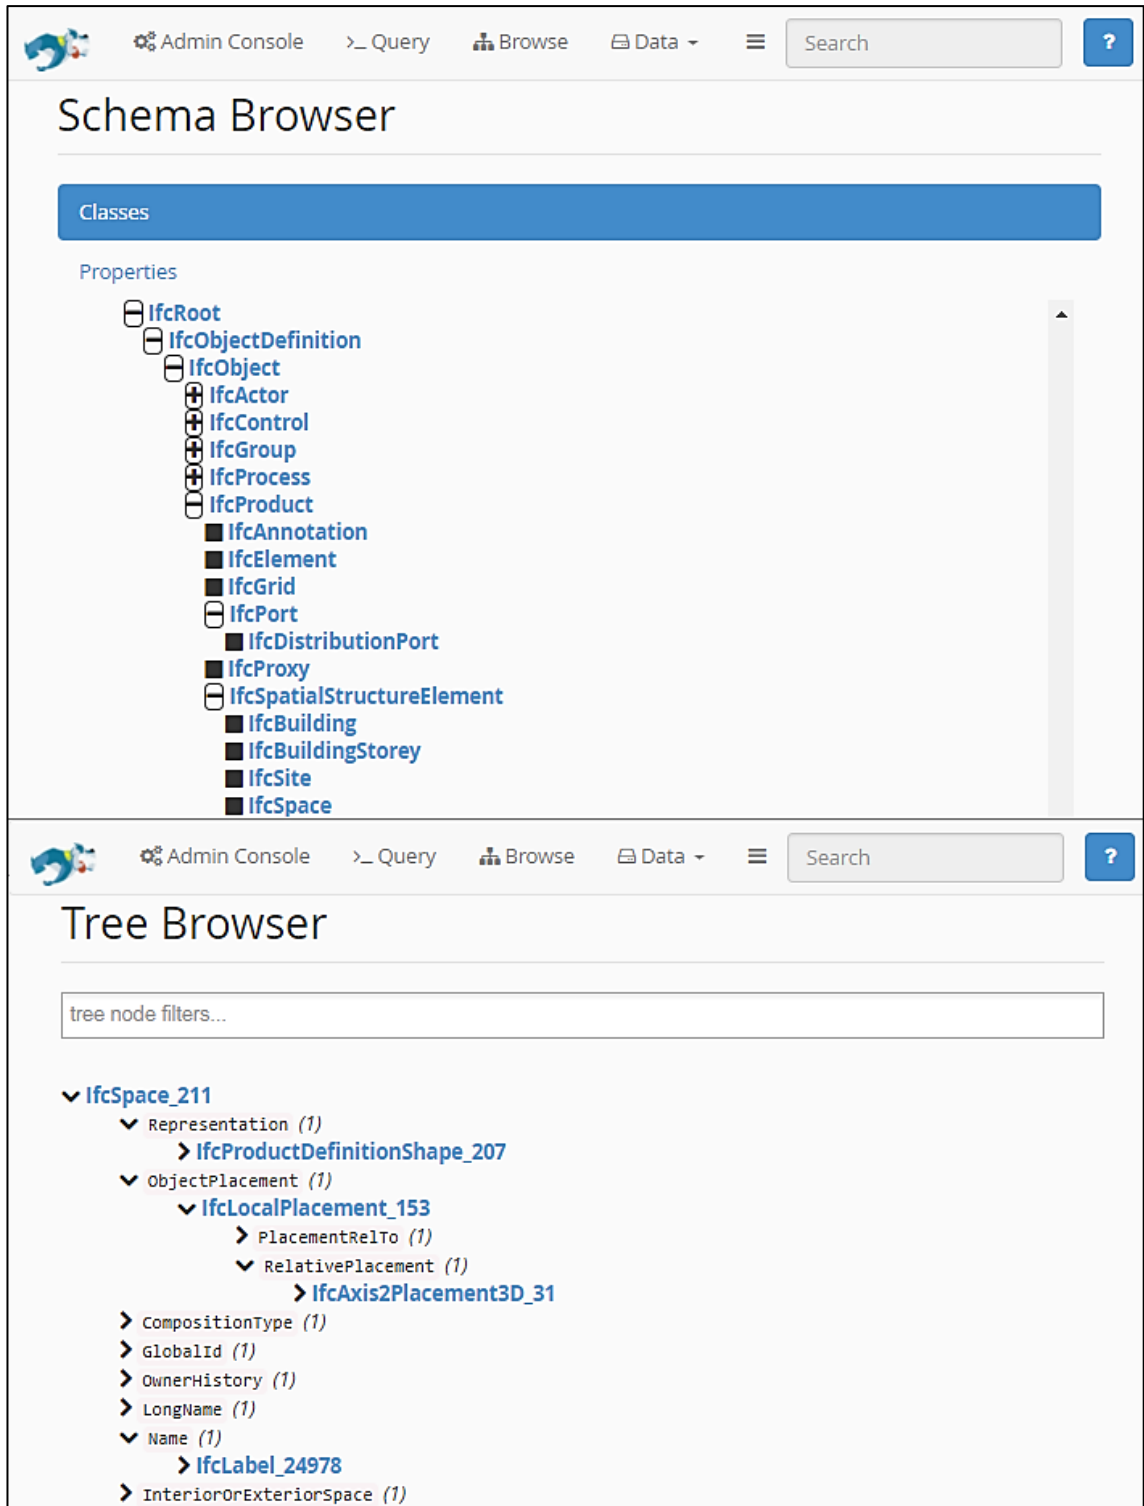 Admin Console >_ Query Browse Data Search ?
Schema Browser
Classes
Properties
IfcRoot
IfcObjectDefinition
IfcObject
IfcActor
IfcControl
IfcGroup
IfcProcess
IfcProduct
IfcAnnotation
IfcElement
IfcGrid
IfcPort
IfcDistributionPort
IfcProxy
IfcSpatialStructureElement
IfcBuilding
IfcBuildingStorey
IfcSite
IfcSpace
Admin Console >_ Query Browse Data Search ?
Tree Browser
tree node filters...
IfcSpace_211
Representation (1)
IfcProductDefinitionShape_207
ObjectPlacement (1)
IfcLocalPlacement_153
PlacementRelTo (1)
RelativePlacement (1)
IfcAxis2Placement3D_31
CompositionType (1)
GlobalId (1)
OwnerHistory (1)
LongName (1)
Name (1)
IfcLabel_24978
InteriorOrExteriorSpace (1)